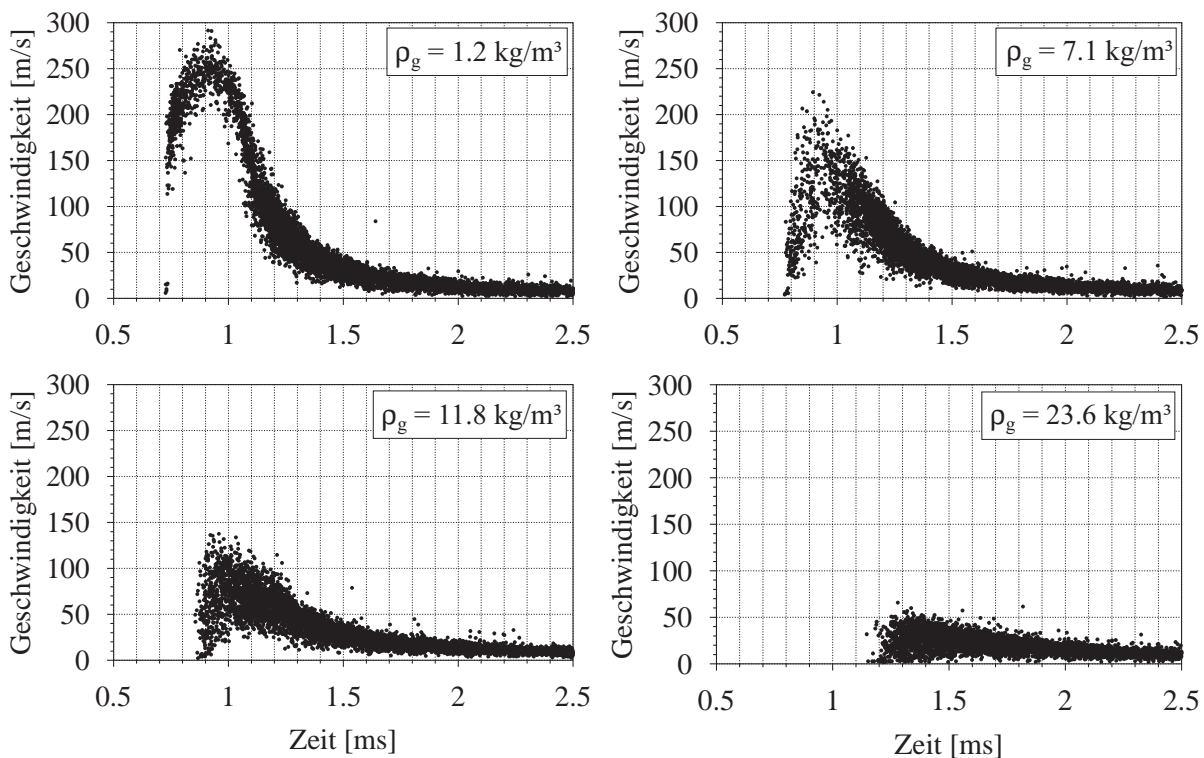 Geschwindigkeit [m/s]
300
250
200
150
100
50
0
ρg = 1.2 kg/m³
0.5 1 1.5 2 2.5
Geschwindigkeit [m/s]
300
250
200
150
100
50
0
ρg = 7.1 kg/m³
0.5 1 1.5 2 2.5
Geschwindigkeit [m/s]
300
250
200
150
100
50
0
ρg = 11.8 kg/m³
0.5 1 1.5 2 2.5
Zeit [ms]
Geschwindigkeit [m/s]
300
250
200
150
100
50
0
ρg = 23.6 kg/m³
0.5 1 1.5 2 2.5
Zeit [ms]